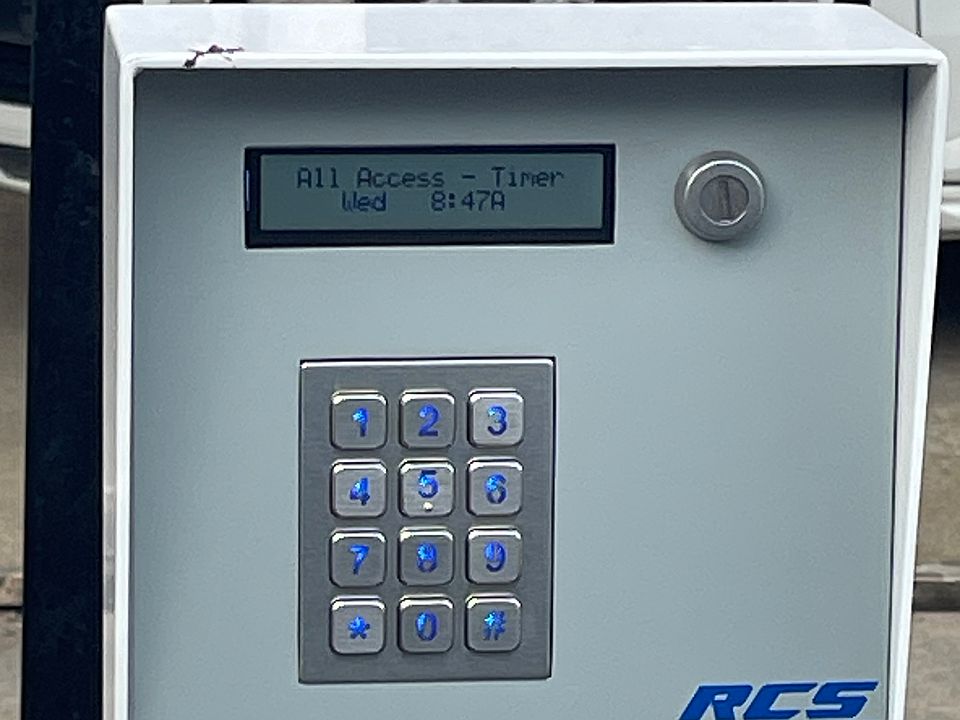 All Access - Timer
Wed 8:47A
1 2 3
4 5 6
7 8 9
* 0 #
RCS